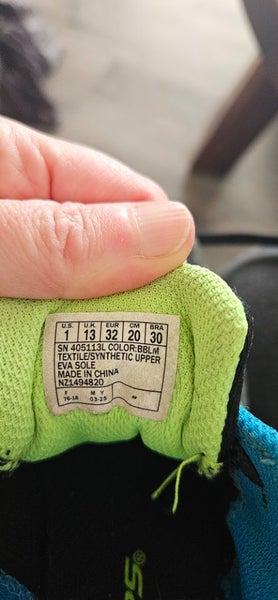 U.S. U.K. EUR CM BRA
1 13 32 20 30
SN 405113L COLOR:BBLM
TEXTILE/SYNTHETIC UPPER
EVA SOLE
MADE IN CHINA
NZ1494820
F M Y